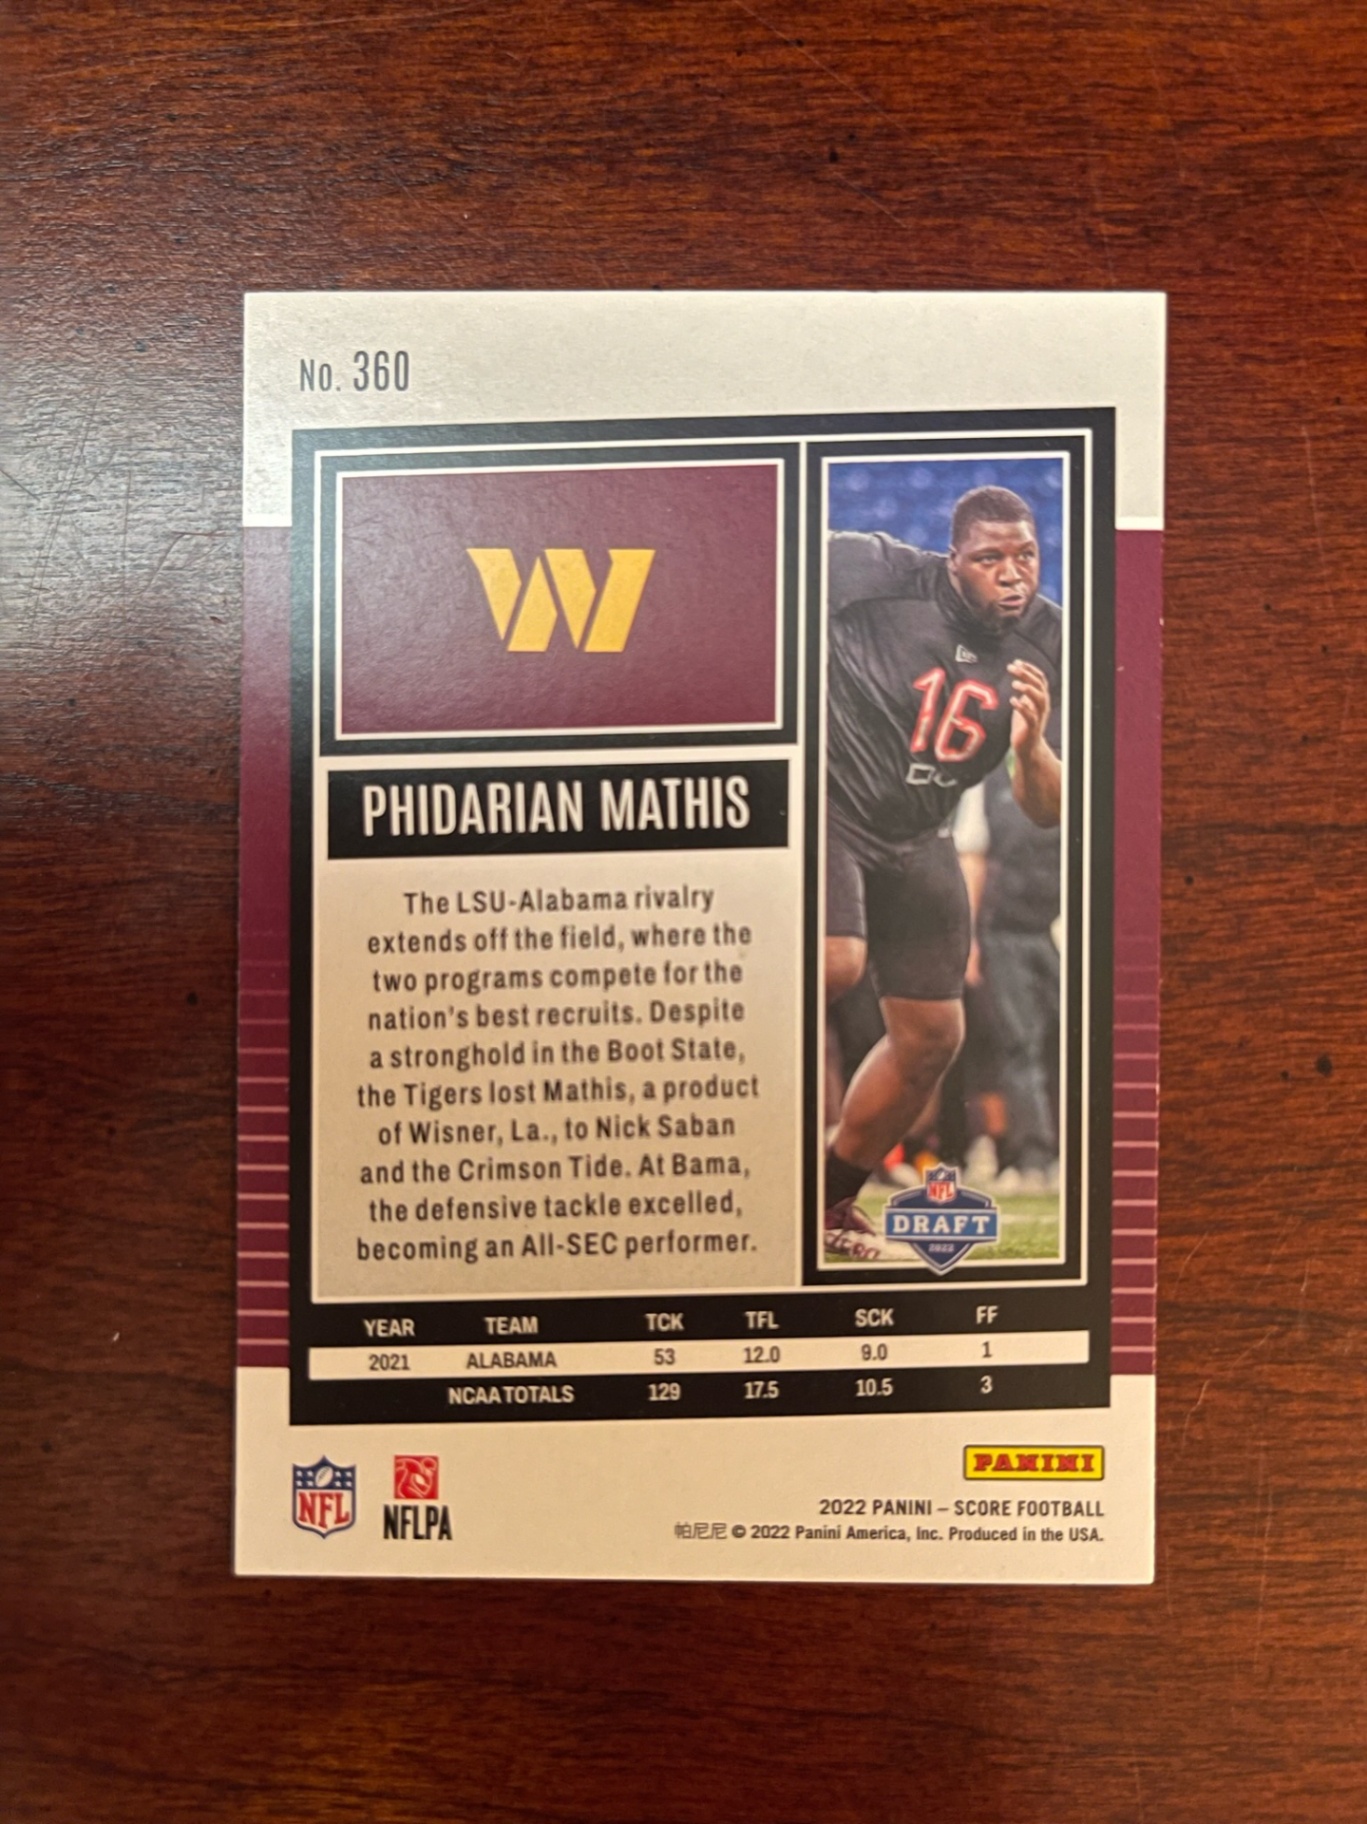 No. 360
W
PHIDARIAN MATHIS
The LSU-Alabama rivalry
extends off the field, where the
two programs compete for the
nation's best recruits. Despite
a stronghold in the Boot State,
the Tigers lost Mathis, a product
of Wisner, La., to Nick Saban
and the Crimson Tide. At Bama,
the defensive tackle excelled,
becoming an All-SEC performer.
16
NFL
DRAFT
2022
YEAR TEAM TCK TFL SCK FF
2021 ALABAMA 53 12.0 9.0 1
NCAA TOTALS 129 17.5 10.5 3
NFL
NFLPA
PANINI
2022 PANINI – SCORE FOOTBALL
帕尼尼 © 2022 Panini America, Inc. Produced in the USA.